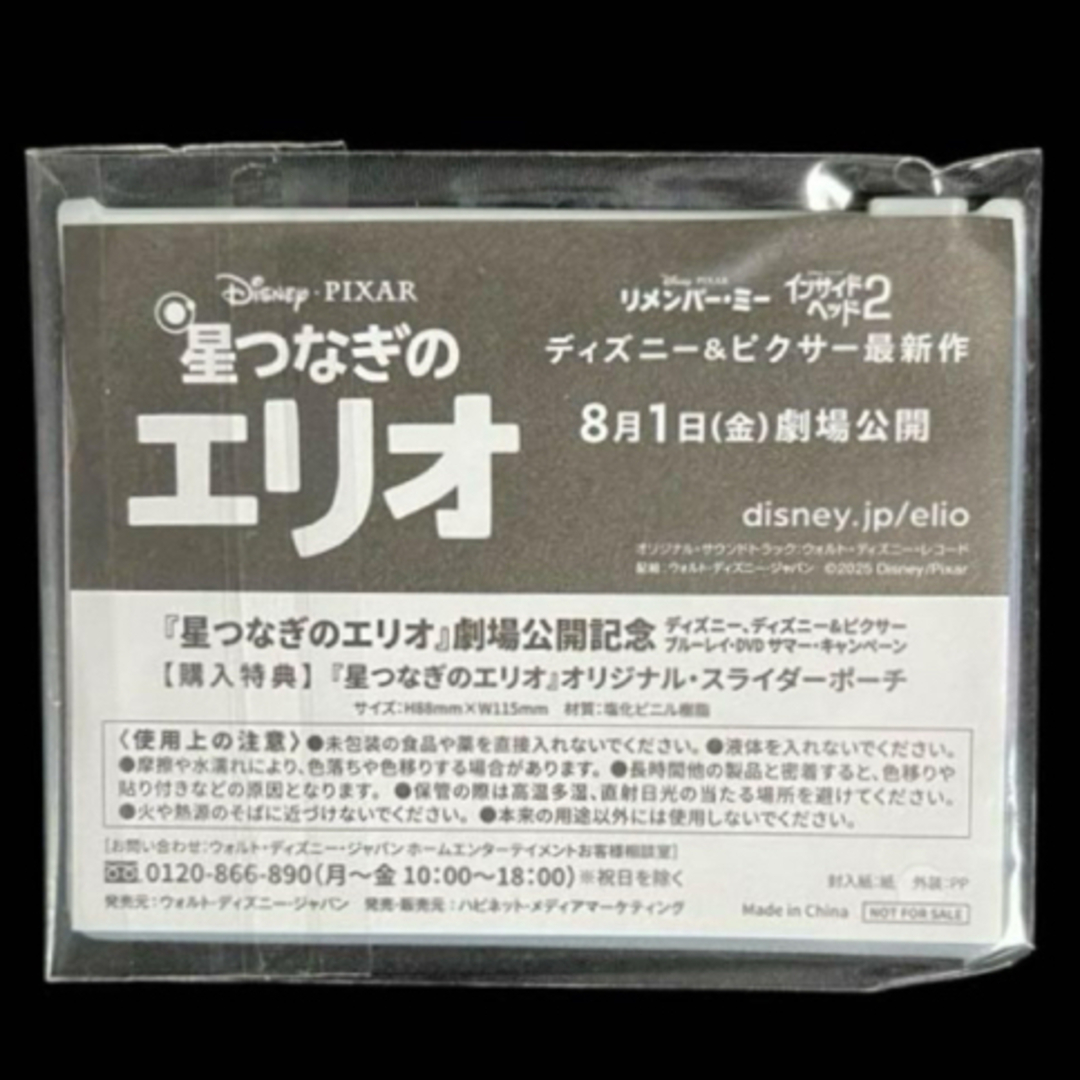 Disney・PIXAR
星つなぎの
エリオ
Disney PIXAR
リメンバー・ミー インサイド・ヘッド2
ディズニー&ピクサー最新作
8月1日(金)劇場公開
disney.jp/elio
オリジナル・サウンドトラック:ウォルト・ディズニー・レコード
配給:ウォルト・ディズニー・ジャパン ©2025 Disney/Pixar
『星つなぎのエリオ』劇場公開記念 ディズニー、ディズニー&ピクサー
ブルーレイ・DVD サマー・キャンペーン
【購入特典】『星つなぎのエリオ』オリジナル・スライダーポーチ
サイズ:H88mm×W115mm 材質:塩化ビニル樹脂
〈使用上の注意〉●未包装の食品や薬を直接入れないでください。●液体を入れないでください。
●摩擦や水濡れにより、色落ちや色移りする場合があります。●長時間他の製品と密着すると、色移りや
貼り付きなどの原因となります。●保管の際は高温多湿、直射日光の当たる場所を避けてください。
●火や熱源のそばに近づけないでください。●本来の用途以外には使用しないでください。
[お問い合わせ:ウォルト・ディズニー・ジャパン ホームエンターテイメントお客様相談室]
0120-866-890(月〜金 10:00〜18:00)※祝日を除く
封入紙:紙 外装:PP
発売元:ウォルト・ディズニー・ジャパン 発売・販売元:ハピネット・メディアマーケティング
Made in China NOT FOR SALE